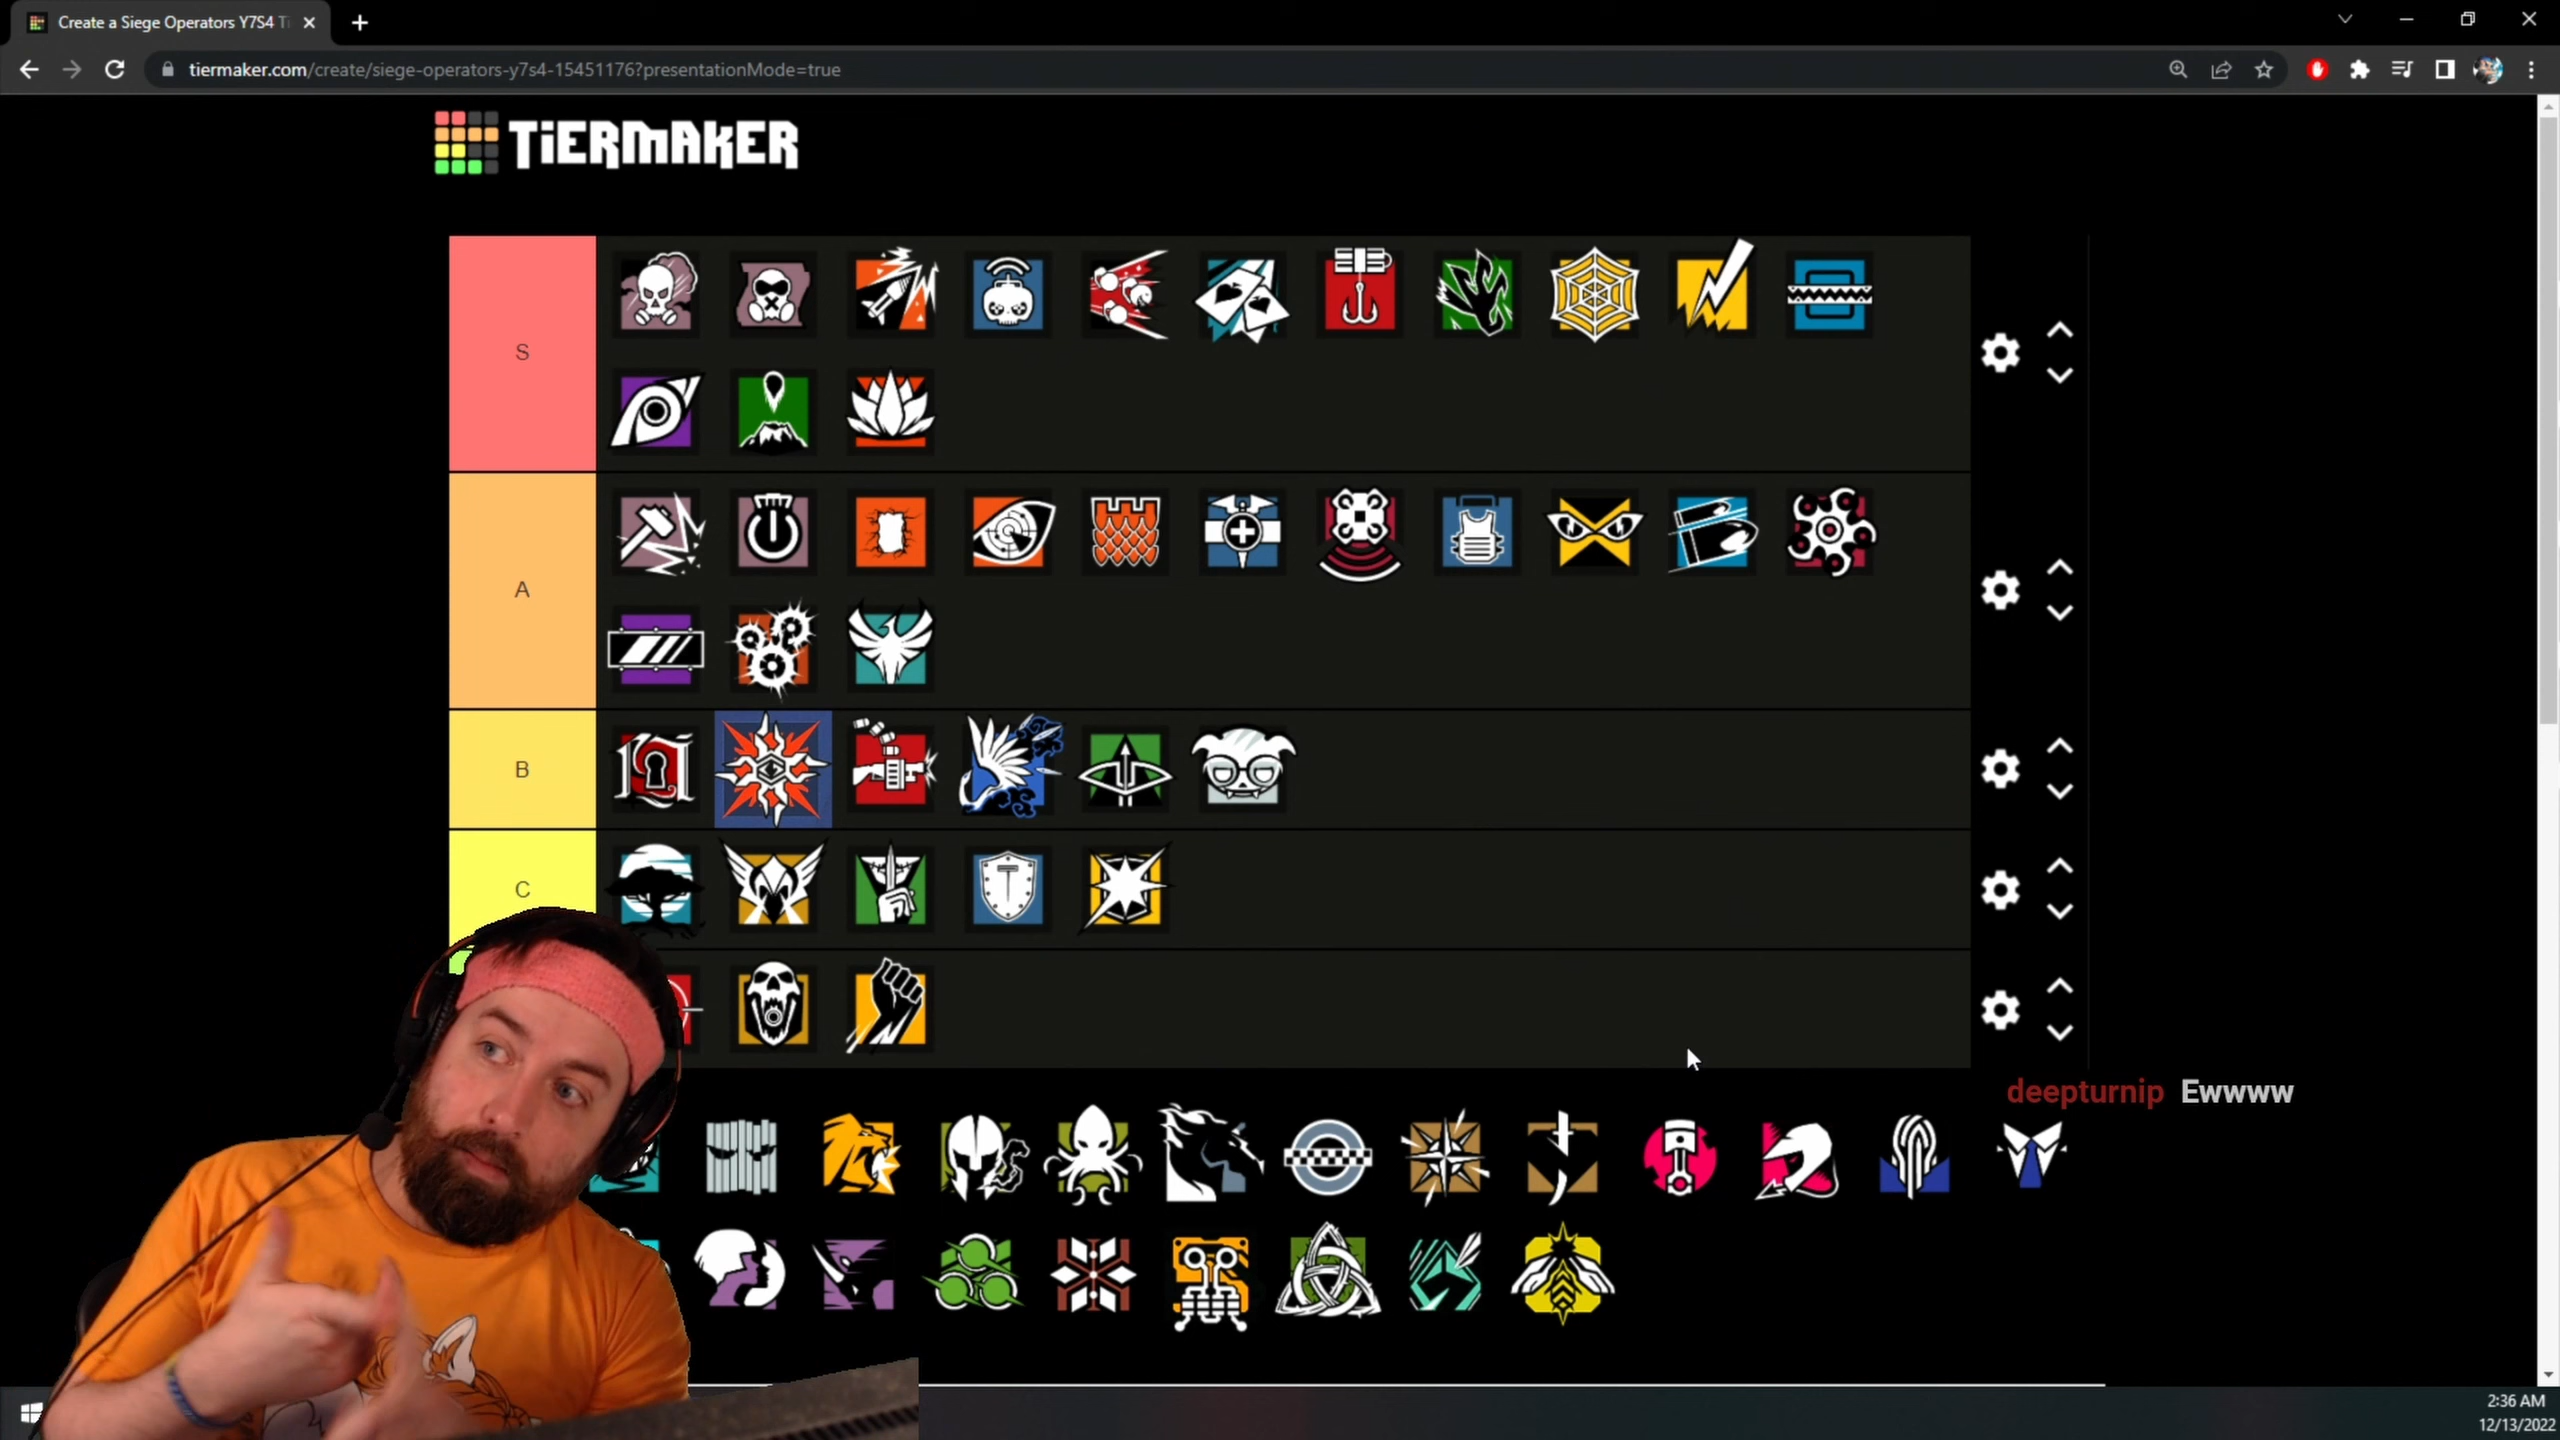 Create a Siege Operators Y7S4 Ti
tiermaker.com/create/siege-operators-y7s4-15451176?presentationMode=true
TiERMAKER
S
A
B
C
deepturnip Ewwww
2:36 AM
12/13/2022